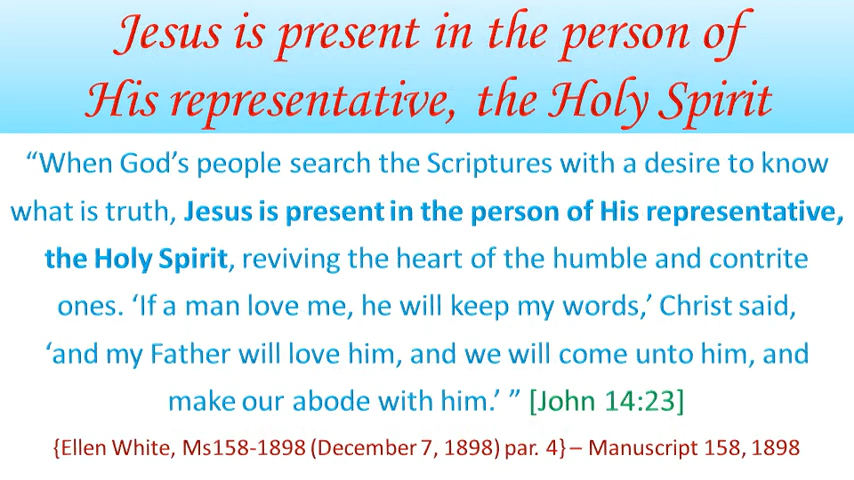 Jesus is present in the person of
His representative, the Holy Spirit
“When God’s people search the Scriptures with a desire to know
what is truth, Jesus is present in the person of His representative,
the Holy Spirit, reviving the heart of the humble and contrite
ones. ‘If a man love me, he will keep my words,’ Christ said,
‘and my Father will love him, and we will come unto him, and
make our abode with him.’ ” [John 14:23]
{Ellen White, Ms158-1898 (December 7, 1898) par. 4} – Manuscript 158, 1898